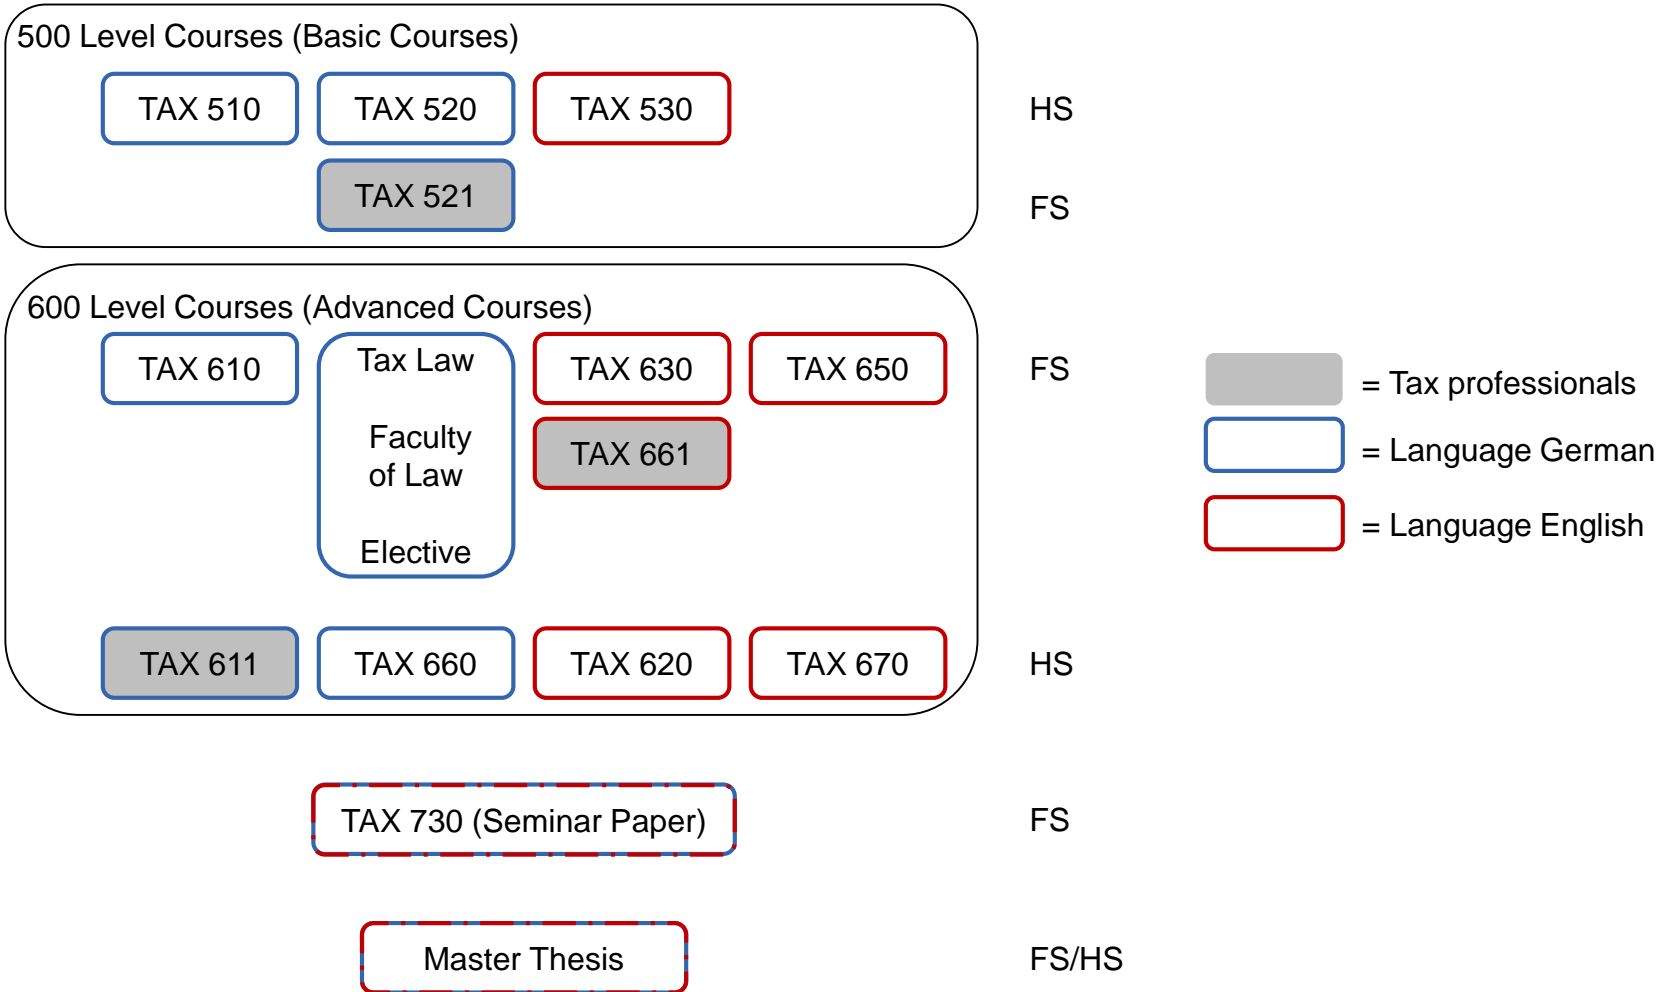 500 Level Courses (Basic Courses)
TAX 510 TAX 520 TAX 530 HS
TAX 521 FS
600 Level Courses (Advanced Courses)
TAX 610 Tax Law TAX 630 TAX 650 FS
Faculty
of Law
Elective
TAX 661
TAX 611 TAX 660 TAX 620 TAX 670 HS
= Tax professionals
= Language German
= Language English
TAX 730 (Seminar Paper) FS
Master Thesis FS/HS